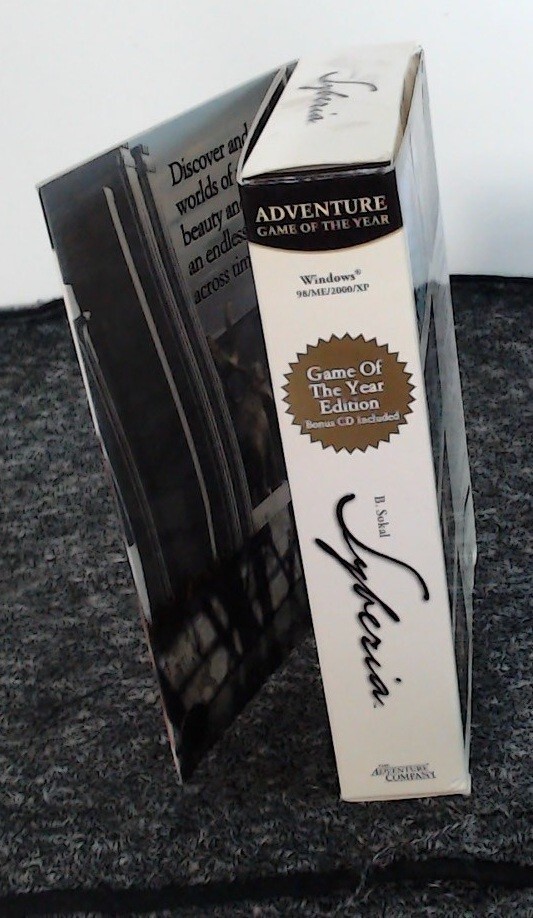 Syberia
Discover and
worlds of
beauty an
an endless
across tim
ADVENTURE
GAME OF THE YEAR
Windows®
98/ME/2000/XP
Game Of
The Year
Edition
Bonus CD Included
B. Sokal
Syberia
THE
ADVENTURE
COMPANY